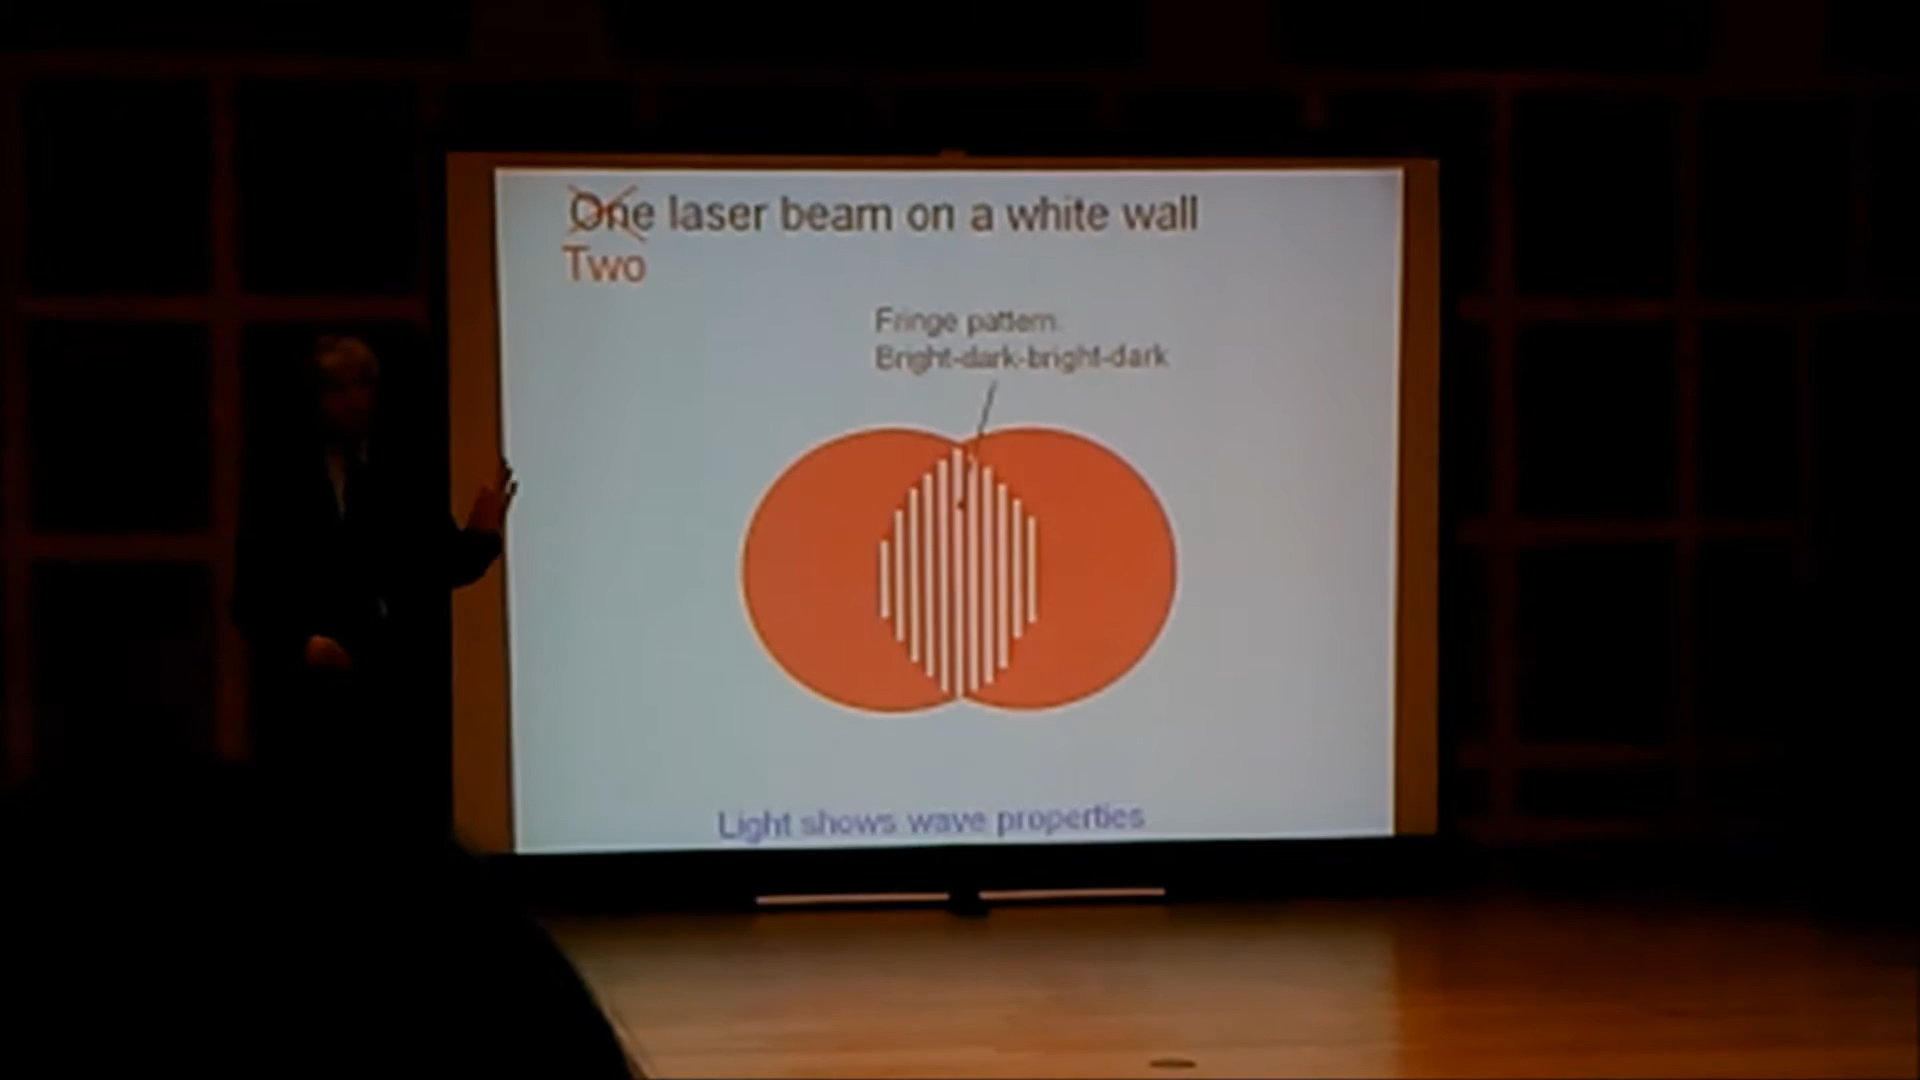 One laser beam on a white wall
Two
Fringe pattern:
Bright-dark-bright-dark
Light shows wave properties